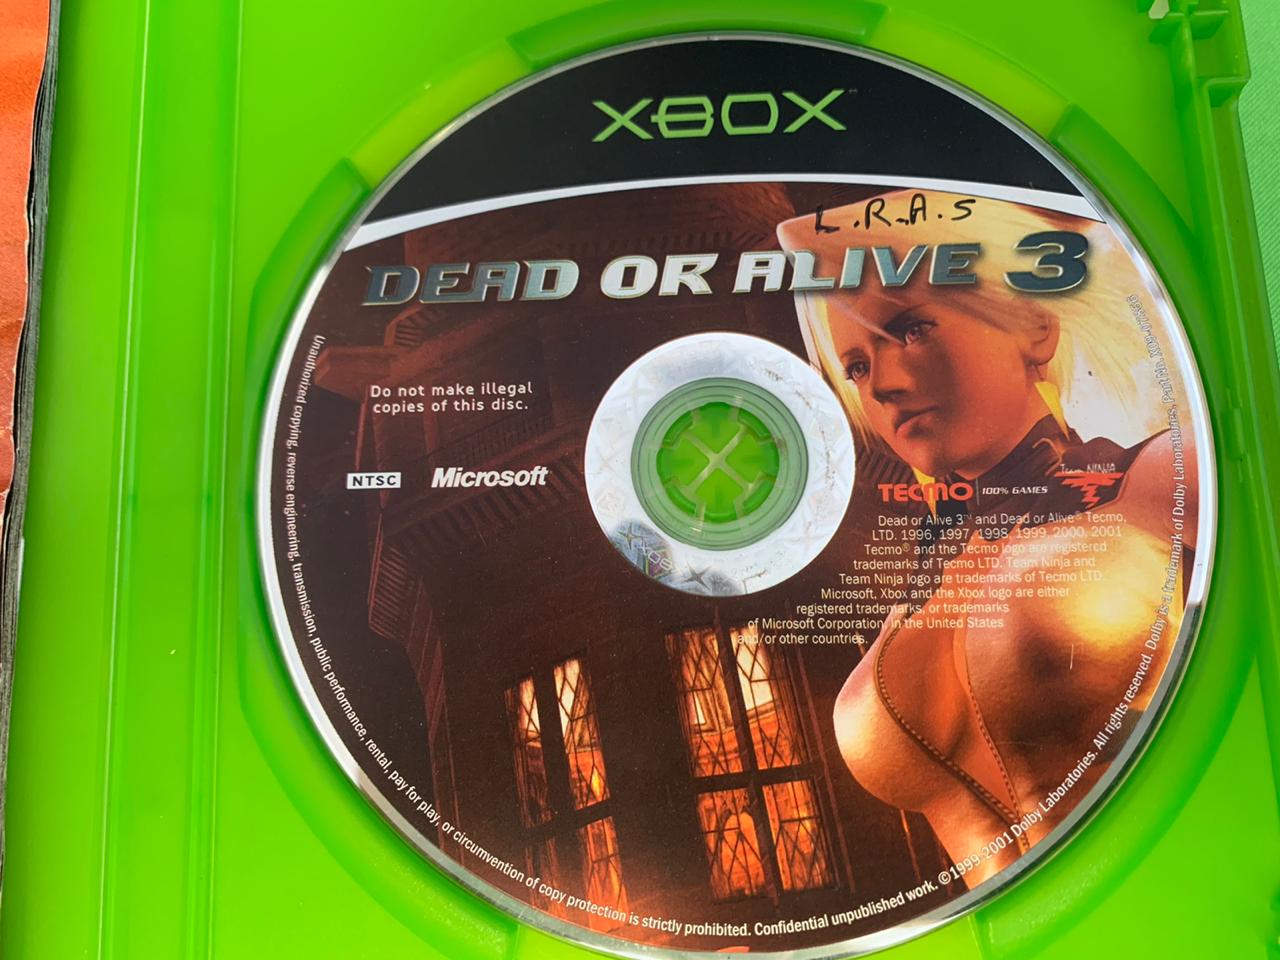 XBOX™
L.R.A.S
DEAD OR ALIVE 3
Do not make illegal
copies of this disc.
NTSC
Microsoft
TECMO
100% GAMES
Team NINJA
Dead or Alive 3™ and Dead or Alive® Tecmo,
LTD. 1996, 1997, 1998, 1999, 2000, 2001
Tecmo® and the Tecmo logo are registered
trademarks of Tecmo LTD. Team Ninja and
Team Ninja logo are trademarks of Tecmo LTD.
Microsoft, Xbox and the Xbox logo are either
registered trademarks, or trademarks
of Microsoft Corporation, in the United States
and/or other countries.
Unauthorized copying, reverse engineering, transmission, public performance, rental, pay for play, or circumvention of copy protection is strictly prohibited. Confidential unpublished work. ©1999-2001 Dolby Laboratories. All rights reserved. Dolby is a trademark of Dolby Laboratories. Part No.